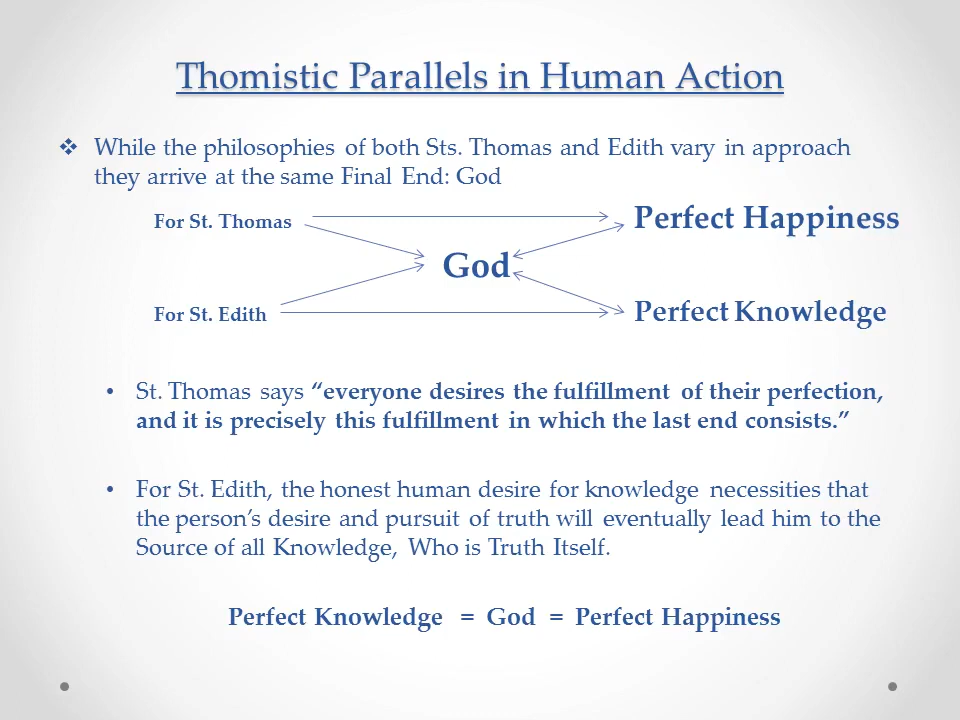 Thomistic Parallels in Human Action
❖ While the philosophies of both Sts. Thomas and Edith vary in approach
they arrive at the same Final End: God
For St. Thomas
Perfect Happiness
God
For St. Edith
Perfect Knowledge
• St. Thomas says “everyone desires the fulfillment of their perfection,
and it is precisely this fulfillment in which the last end consists.”
• For St. Edith, the honest human desire for knowledge necessities that
the person’s desire and pursuit of truth will eventually lead him to the
Source of all Knowledge, Who is Truth Itself.
Perfect Knowledge = God = Perfect Happiness